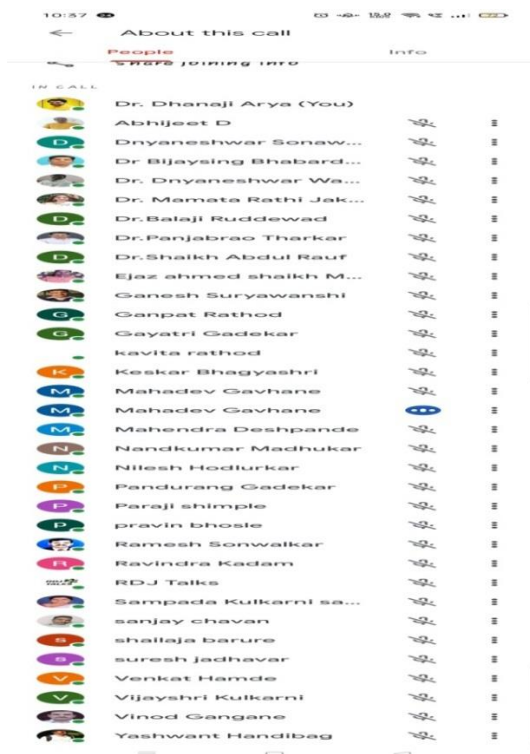 10:37
About this call
People Info
Share joining info
IN CALL
Dr. Dhanaji Arya (You)
Abhijeet D
D Dnyaneshwar Sonaw...
Dr Bijaysing Bhabard...
Dr. Dnyaneshwar Wa...
Dr. Mamata Rathi Jak...
D Dr.Balaji Ruddewad
Dr.Panjabrao Tharkar
D Dr.Shaikh Abdul Rauf
Ejaz ahmed shaikh M...
Ganesh Suryawanshi
G Ganpat Rathod
G Gayatri Gadekar
kavita rathod
K Keskar Bhagyashri
M Mahadev Gavhane
M Mahadev Gavhane
M Mahendra Deshpande
N Nandkumar Madhukar
N Nilesh Hodlurkar
P Pandurang Gadekar
P Paraji shimple
P pravin bhosle
Ramesh Sonwalkar
R Ravindra Kadam
RDJ Talks
Sampada Kulkarni sa...
sanjay chavan
S shailaja barure
S suresh jadhavar
V Venkat Hamde
V Vijayshri Kulkarni
Vinod Gangane
Yashwant Handibag